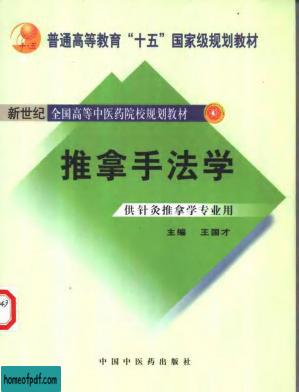 普通高等教育“十五”国家级规划教材
新世纪 全国高等中医药院校规划教材
推拿手法学
供针灸推拿学专业用
主编 王国才
中国中医药出版社
homeofpdf.com